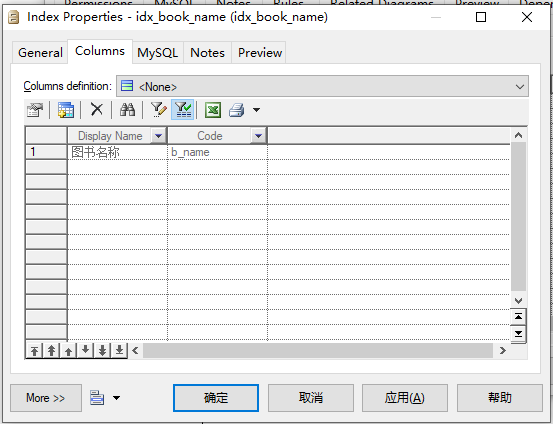 Index Properties - idx_book_name (idx_book_name)
General Columns MySQL Notes Preview
Columns definition: <None>
Display Name Code
1 图书名称 b_name
More >> 确定 取消 应用(A) 帮助